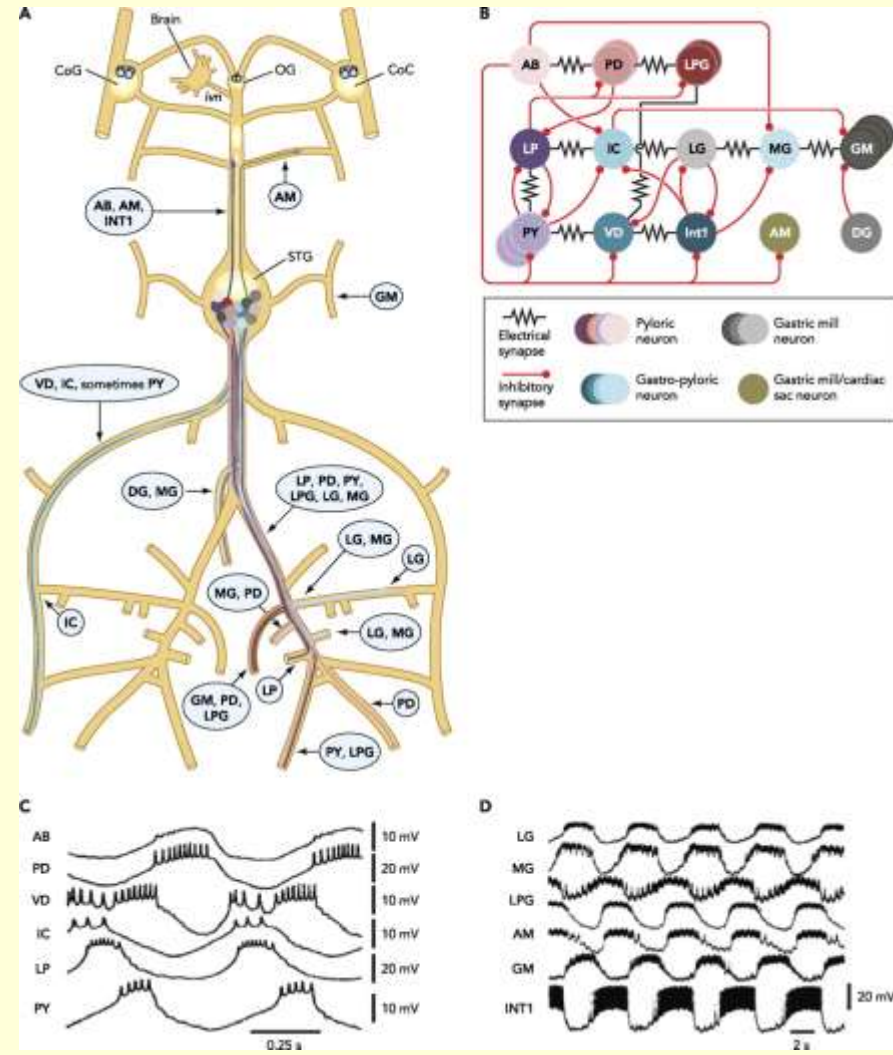 A
Brain
CoG
OG
CoC
ivn
AM
AB, AM,
INT1
STG
GM
VD, IC, sometimes PY
DG, MG
LP, PD, PY,
LPG, LG, MG
LG, MG
LG
MG, PD
IC
LG, MG
LP
GM, PD,
LPG
PD
PY, LPG
B
AB
PD
LPG
LP
IC
LG
MG
GM
PY
VD
Int1
AM
DG
Electrical
synapse
Pyloric
neuron
Gastric mill
neuron
Inhibitory
synapse
Gastro-pyloric
neuron
Gastric mill/cardiac
sac neuron
C
AB
10 mV
PD
20 mV
VD
10 mV
IC
10 mV
LP
20 mV
PY
10 mV
0.25 s
D
LG
MG
LPG
AM
GM
INT1
20 mV
2 s